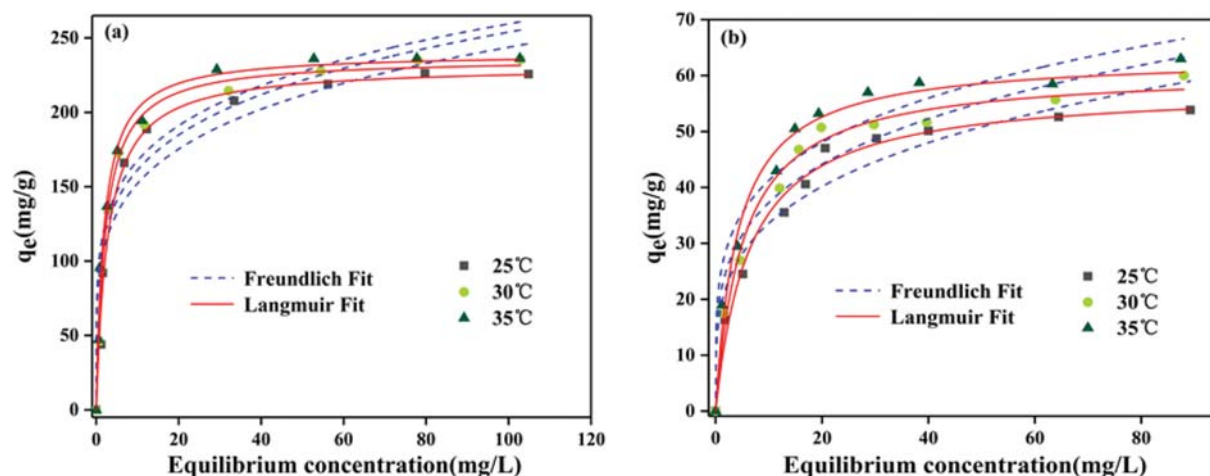 (a)
qe(mg/g)
250
200
150
100
50
0
Freundlich Fit
Langmuir Fit
25℃
30℃
35℃
0 20 40 60 80 100 120
Equilibrium concentration(mg/L)
(b)
qe(mg/g)
70
60
50
40
30
20
10
0
Freundlich Fit
Langmuir Fit
25℃
30℃
35℃
0 20 40 60 80
Equilibrium concentration(mg/L)